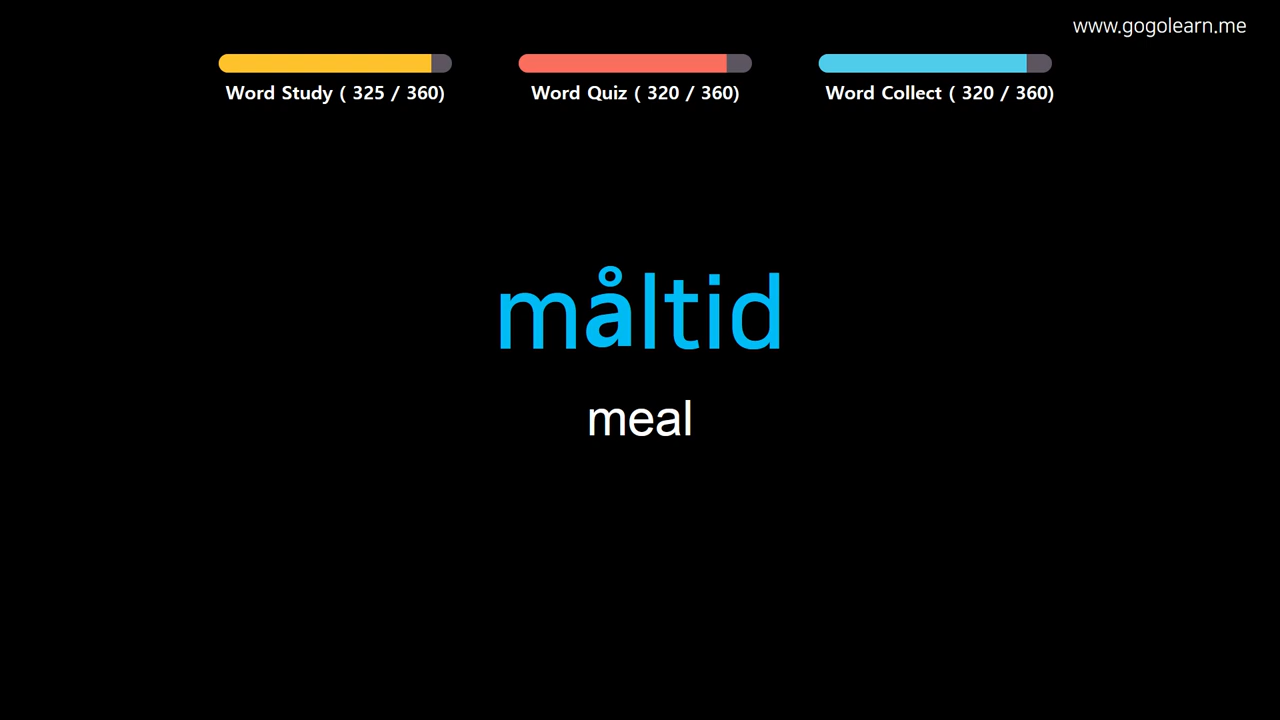 www.gogolearn.me
Word Study ( 325 / 360)
Word Quiz ( 320 / 360)
Word Collect ( 320 / 360)
måltid
meal